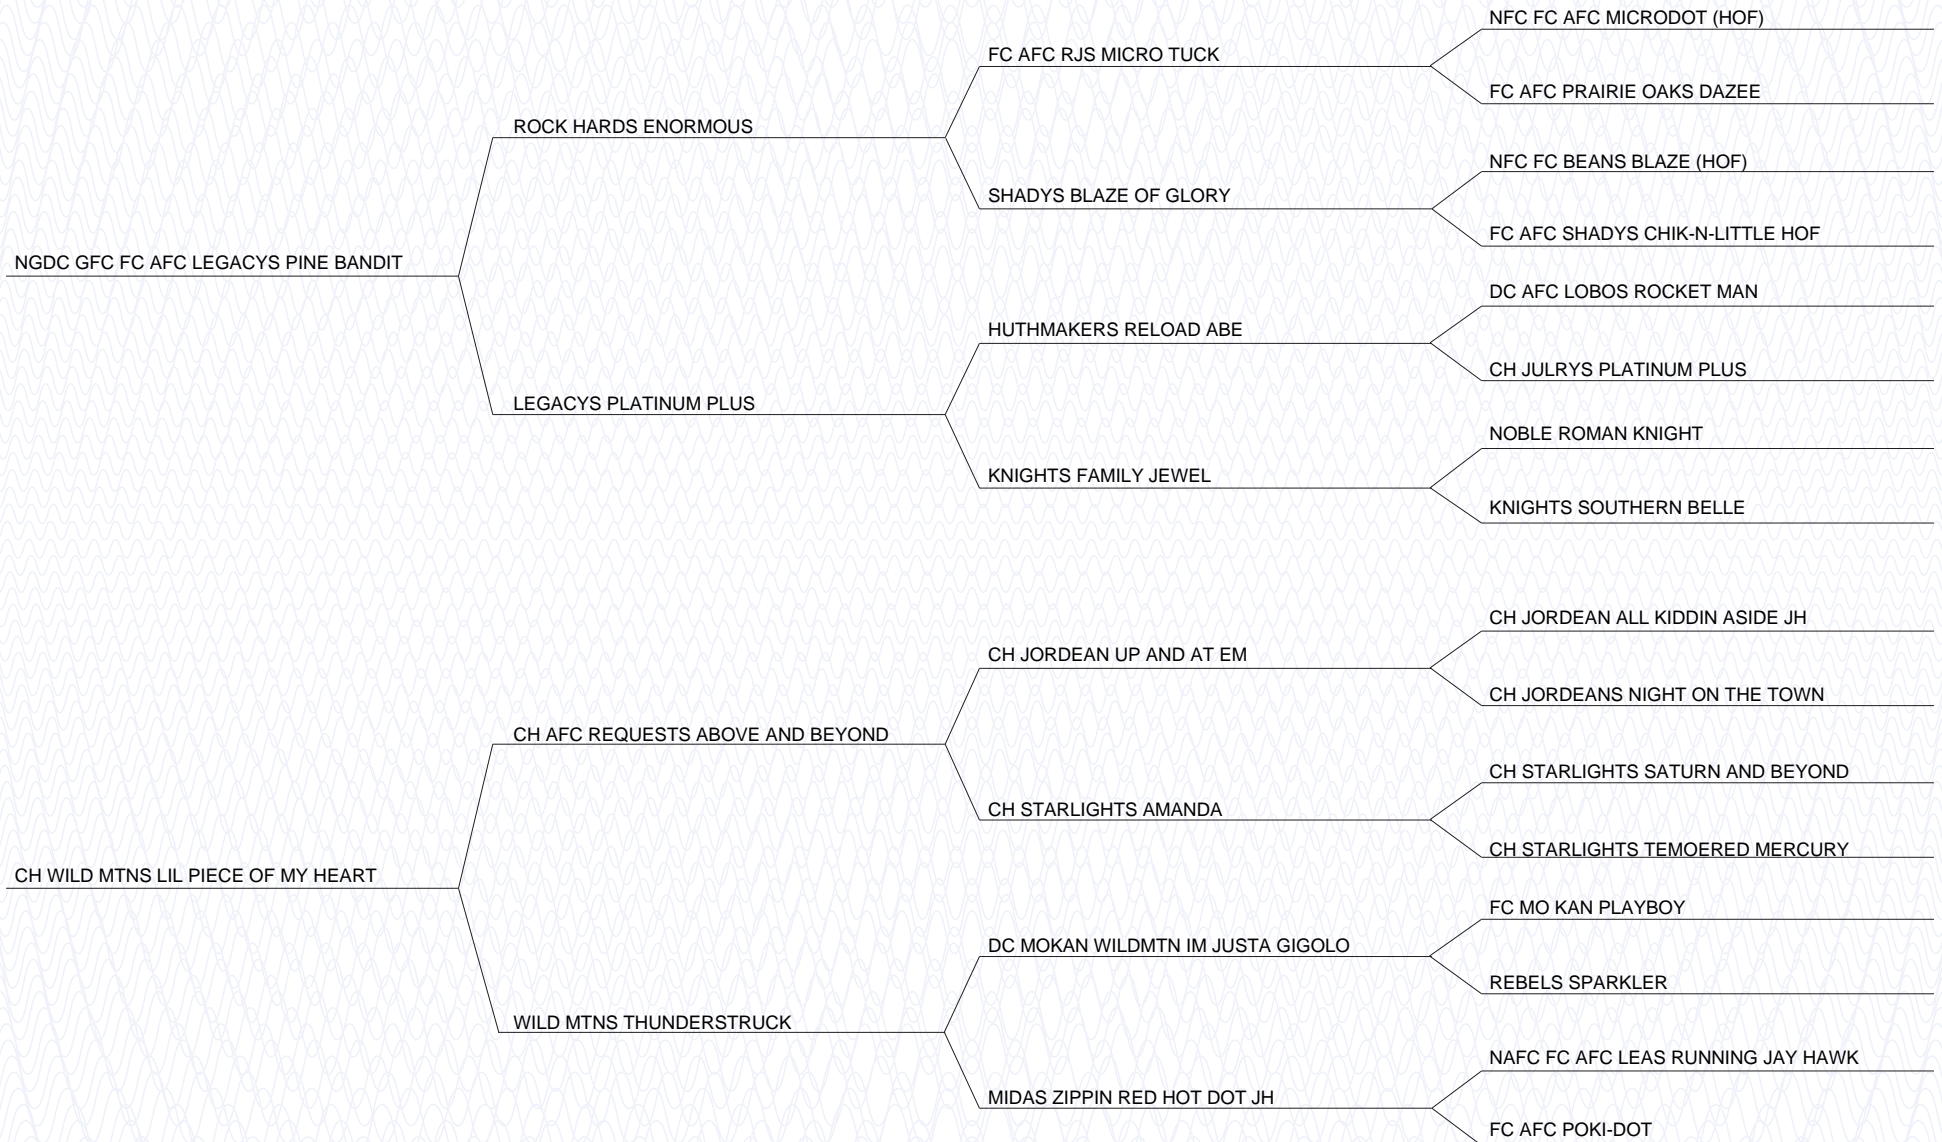 NFC FC AFC MICRODOT (HOF)
FC AFC RJS MICRO TUCK
FC AFC PRAIRIE OAKS DAZEE
ROCK HARDS ENORMOUS
NFC FC BEANS BLAZE (HOF)
SHADYS BLAZE OF GLORY
FC AFC SHADYS CHIK-N-LITTLE HOF
NGDC GFC FC AFC LEGACYS PINE BANDIT
DC AFC LOBOS ROCKET MAN
HUTHMAKERS RELOAD ABE
CH JULRYS PLATINUM PLUS
LEGACYS PLATINUM PLUS
NOBLE ROMAN KNIGHT
KNIGHTS FAMILY JEWEL
KNIGHTS SOUTHERN BELLE
CH JORDEAN ALL KIDDIN ASIDE JH
CH JORDEAN UP AND AT EM
CH JORDEANS NIGHT ON THE TOWN
CH AFC REQUESTS ABOVE AND BEYOND
CH STARLIGHTS SATURN AND BEYOND
CH STARLIGHTS AMANDA
CH STARLIGHTS TEMOERED MERCURY
CH WILD MTNS LIL PIECE OF MY HEART
FC MO KAN PLAYBOY
DC MOKAN WILDMTN IM JUSTA GIGOLO
REBELS SPARKLER
WILD MTNS THUNDERSTRUCK
NAFC FC AFC LEAS RUNNING JAY HAWK
MIDAS ZIPPIN RED HOT DOT JH
FC AFC POKI-DOT